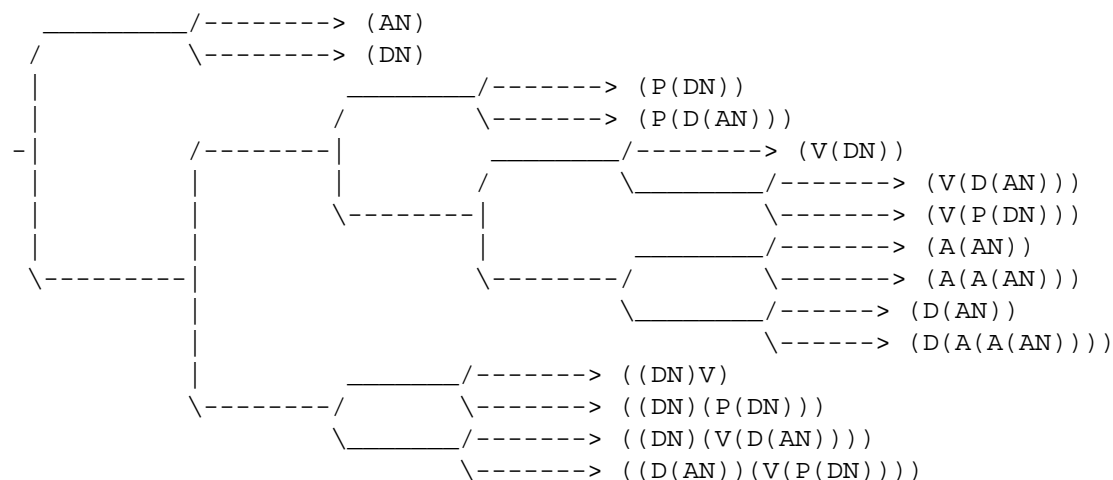 (AN)
(DN)
(P(DN))
(P(D(AN)))
(V(DN))
(V(D(AN)))
(V(P(DN)))
(A(AN))
(A(A(AN)))
(D(AN))
(D(A(A(AN))))
((DN)V)
((DN)(P(DN)))
((DN)(V(D(AN))))
((D(AN))(V(P(DN))))